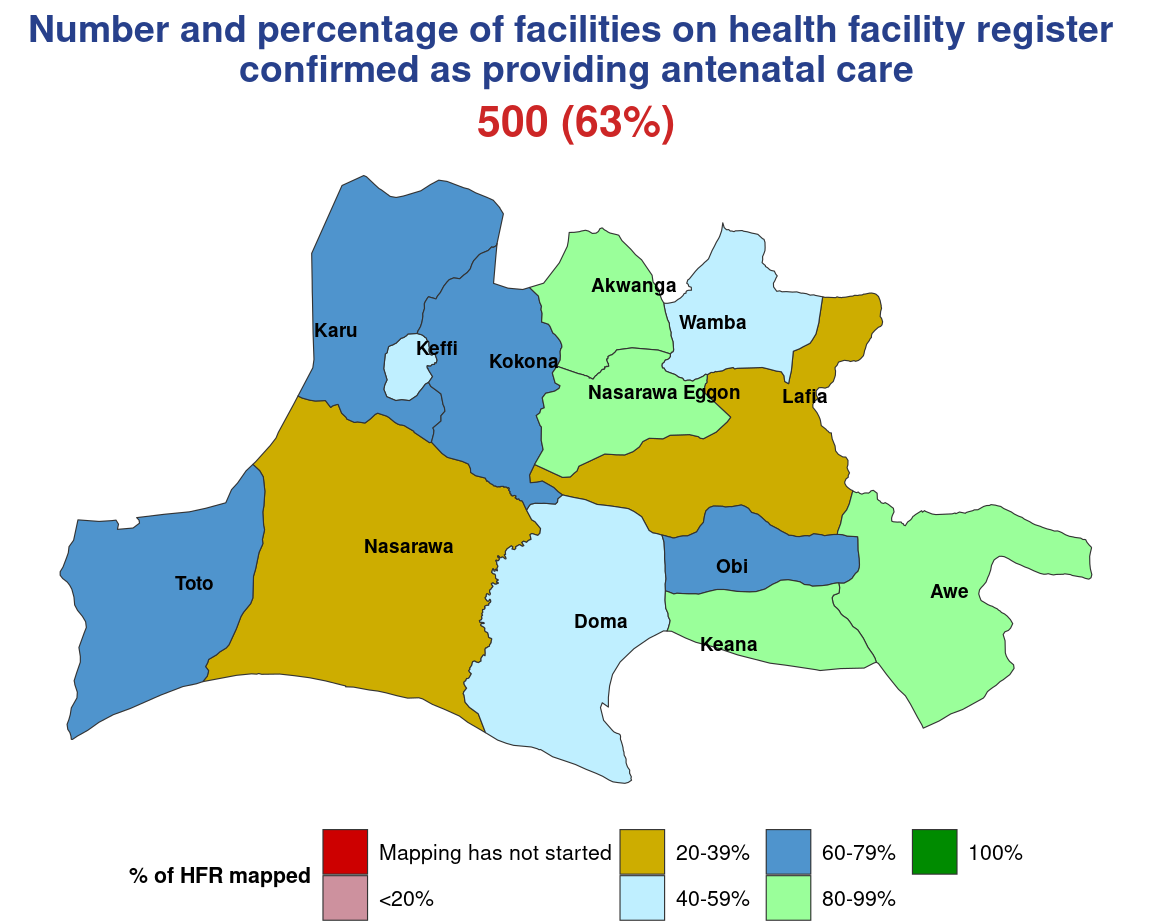 Number and percentage of facilities on health facility register
confirmed as providing antenatal care
500 (63%)
Akwanga
Wamba
Karu
Keffi
Kokona
Nasarawa Eggon
Lafia
Nasarawa
Obi
Toto
Awe
Doma
Keana
% of HFR mapped
Mapping has not started
<20%
20-39%
40-59%
60-79%
80-99%
100%